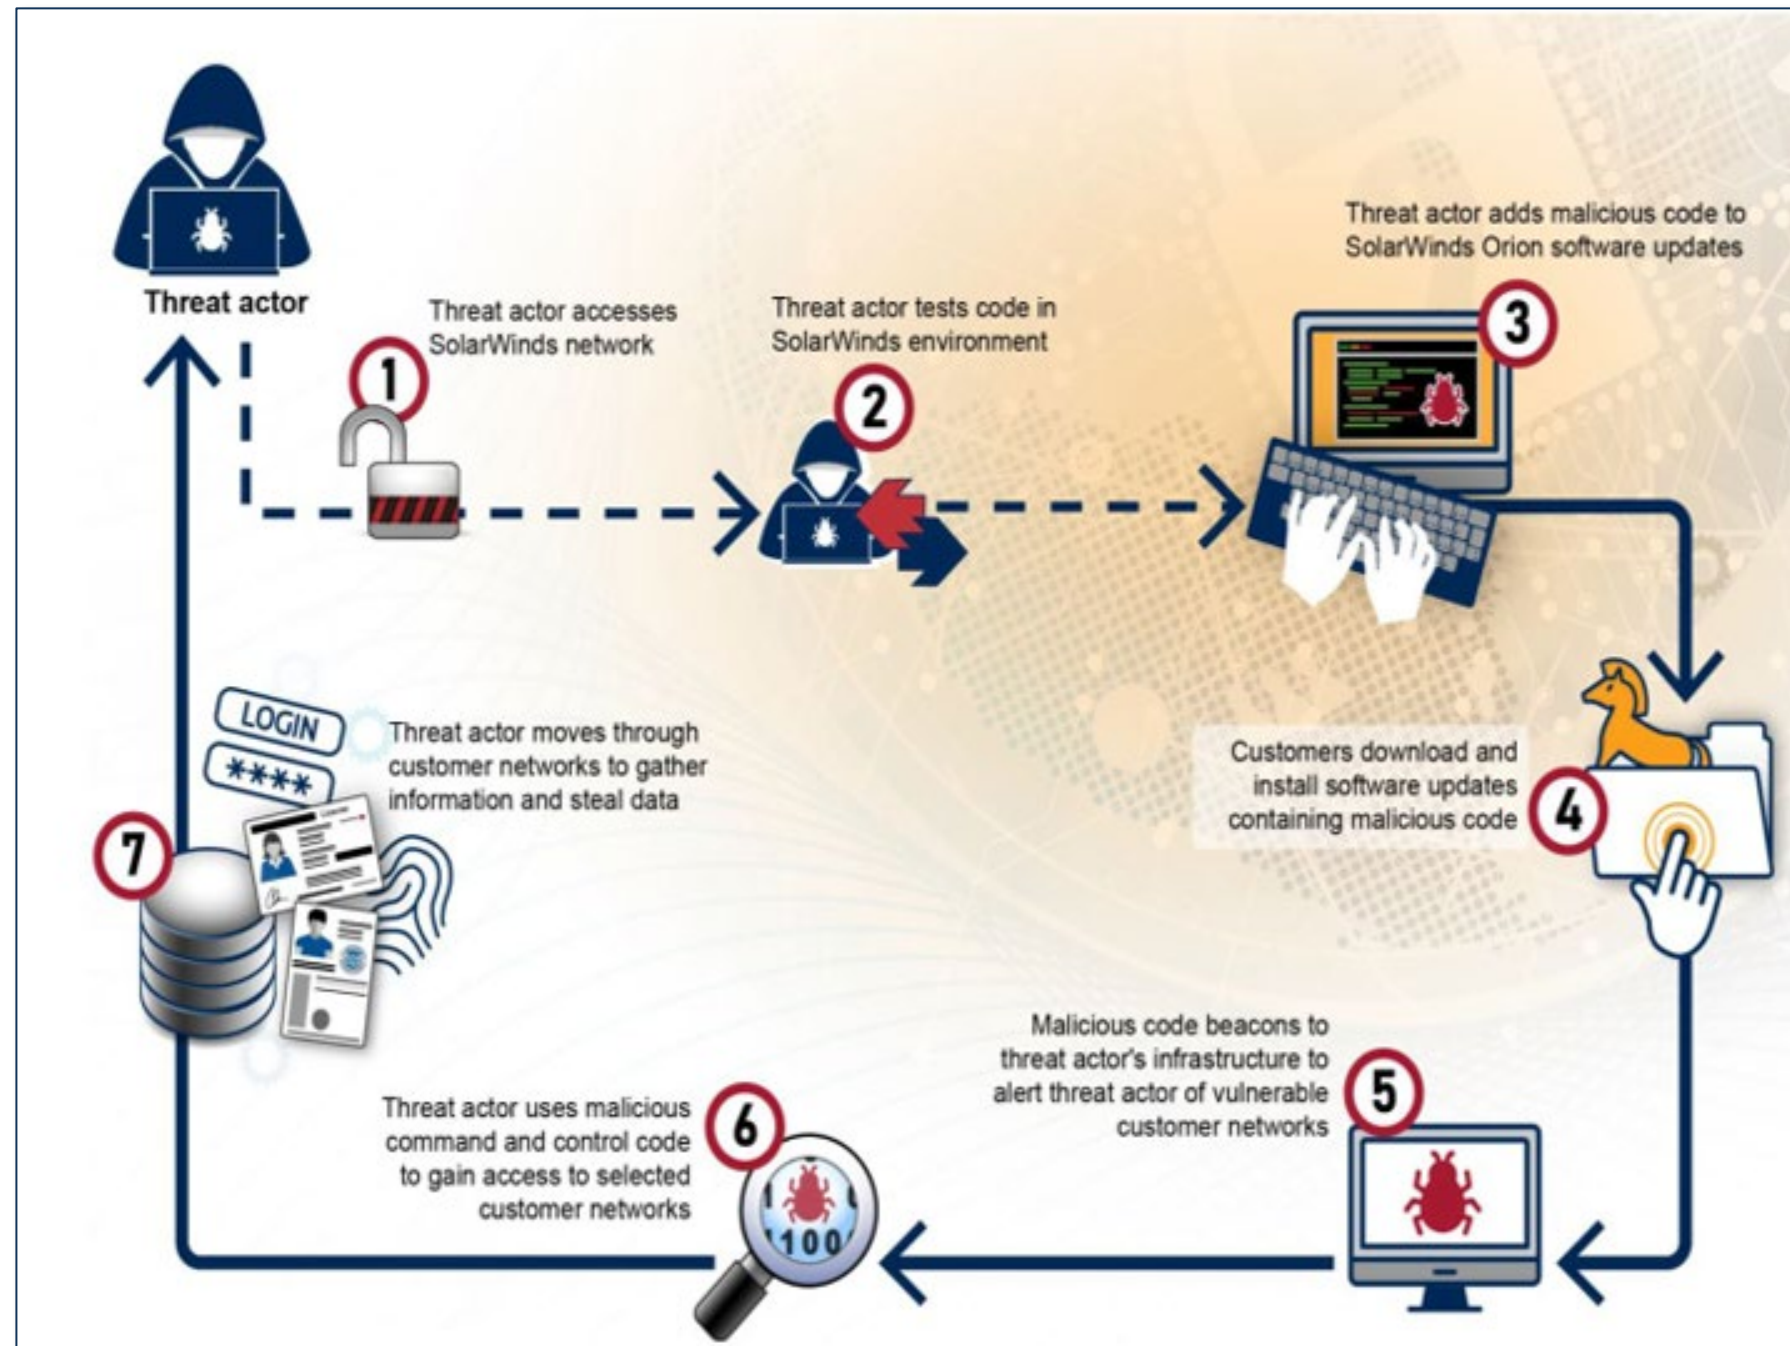 Threat actor
1
Threat actor accesses
SolarWinds network
2
Threat actor tests code in
SolarWinds environment
3
Threat actor adds malicious code to
SolarWinds Orion software updates
4
Customers download and
install software updates
containing malicious code
5
Malicious code beacons to
threat actor's infrastructure to
alert threat actor of vulnerable
customer networks
6
Threat actor uses malicious
command and control code
to gain access to selected
customer networks
1100
7
Threat actor moves through
customer networks to gather
information and steal data
LOGIN
****